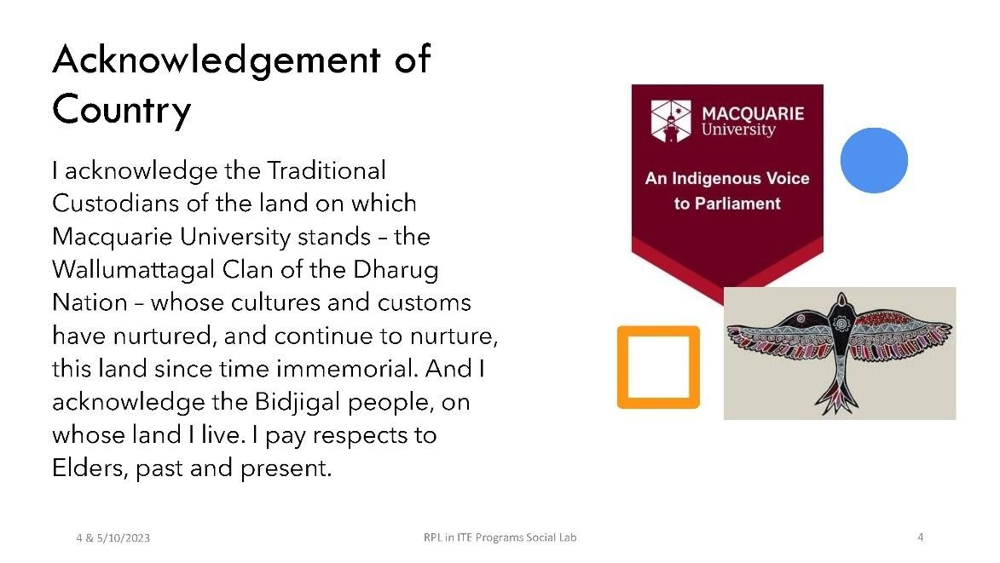 Acknowledgement of
Country
I acknowledge the Traditional
Custodians of the land on which
Macquarie University stands – the
Wallumattagal Clan of the Dharug
Nation – whose cultures and customs
have nurtured, and continue to nurture,
this land since time immemorial. And I
acknowledge the Bidjigal people, on
whose land I live. I pay respects to
Elders, past and present.
MACQUARIE
University
An Indigenous Voice
to Parliament
4 & 5/10/2023
RPL in ITE Programs Social Lab
4